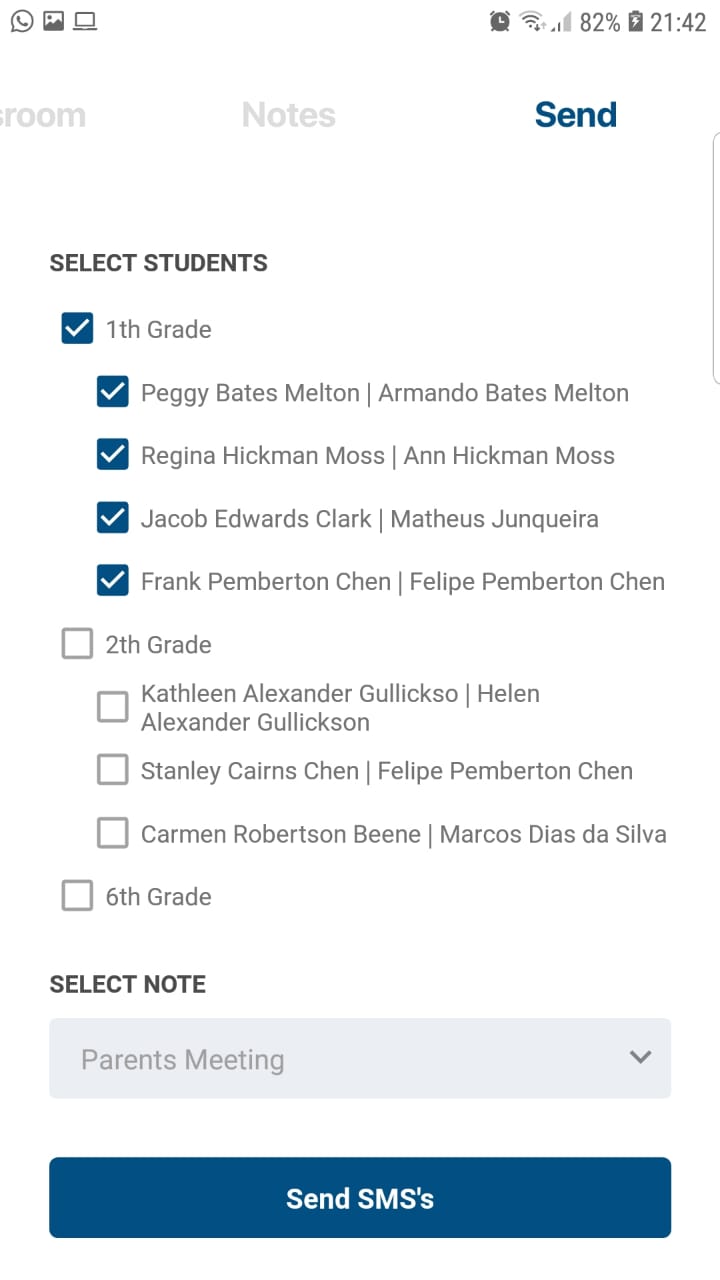 82% 21:42
sroom Notes Send
SELECT STUDENTS
1th Grade
Peggy Bates Melton | Armando Bates Melton
Regina Hickman Moss | Ann Hickman Moss
Jacob Edwards Clark | Matheus Junqueira
Frank Pemberton Chen | Felipe Pemberton Chen
2th Grade
Kathleen Alexander Gullickso | Helen
Alexander Gullickson
Stanley Cairns Chen | Felipe Pemberton Chen
Carmen Robertson Beene | Marcos Dias da Silva
6th Grade
SELECT NOTE
Parents Meeting
Send SMS's